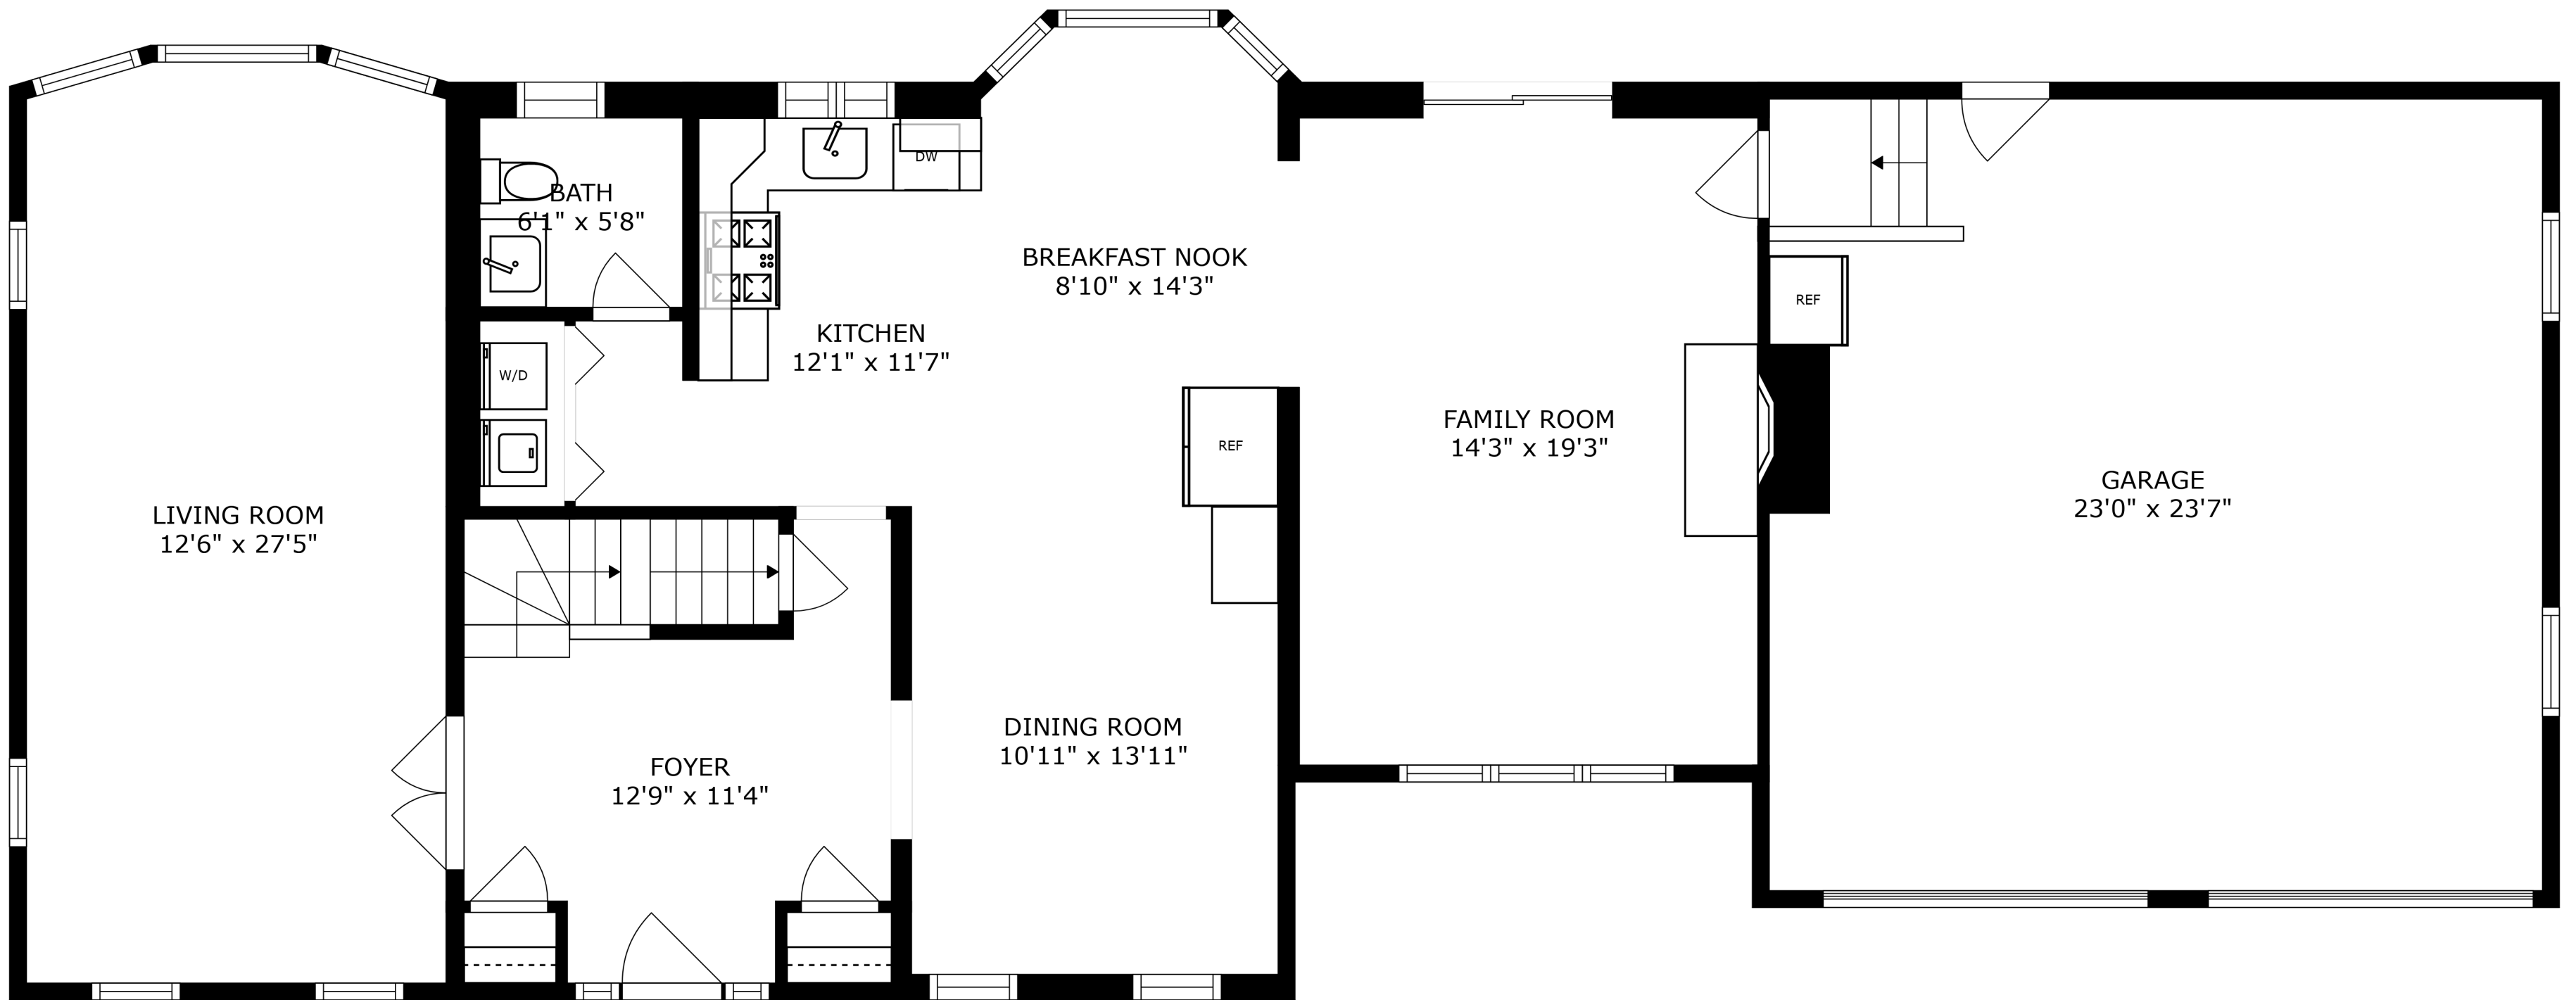 BATH
6'1" x 5'8"
DW
BREAKFAST NOOK
8'10" x 14'3"
REF
KITCHEN
12'1" x 11'7"
W/D
FAMILY ROOM
14'3" x 19'3"
REF
GARAGE
23'0" x 23'7"
LIVING ROOM
12'6" x 27'5"
DINING ROOM
10'11" x 13'11"
FOYER
12'9" x 11'4"